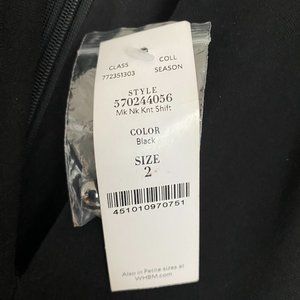 CLASS COLL
772351303 SEASON
STYLE
570244056
Mk Nk Knt Shift
COLOR
Black
SIZE
2
451010970751
Also in Petite sizes at
WHBM.com